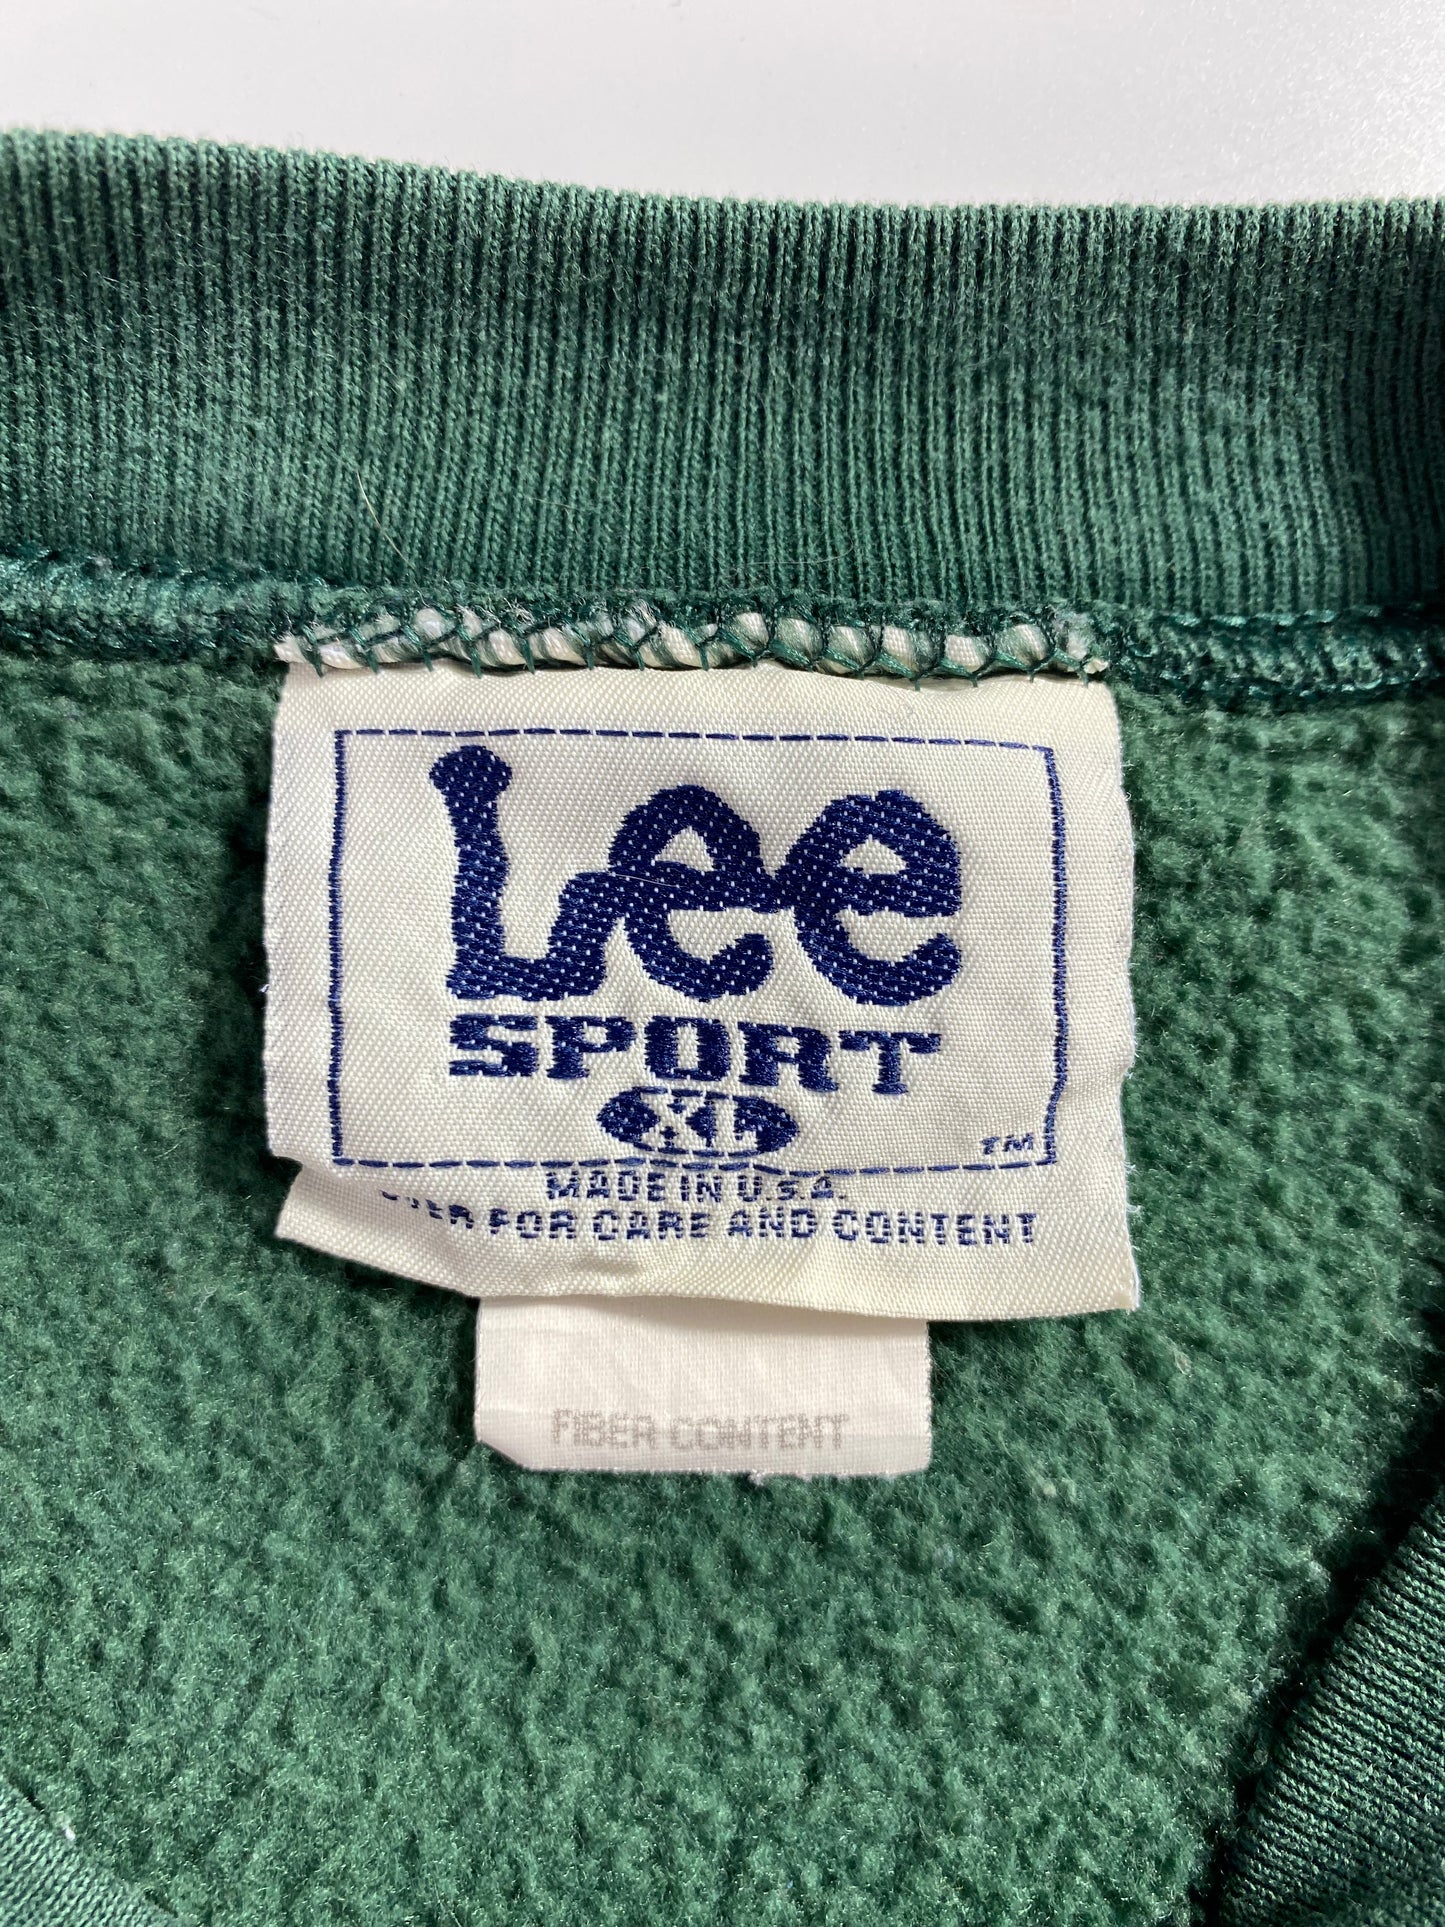 Lee
SPORT
XL
TM
MADE IN U.S.A.
FOR CARE AND CONTENT
FIBER CONTENT